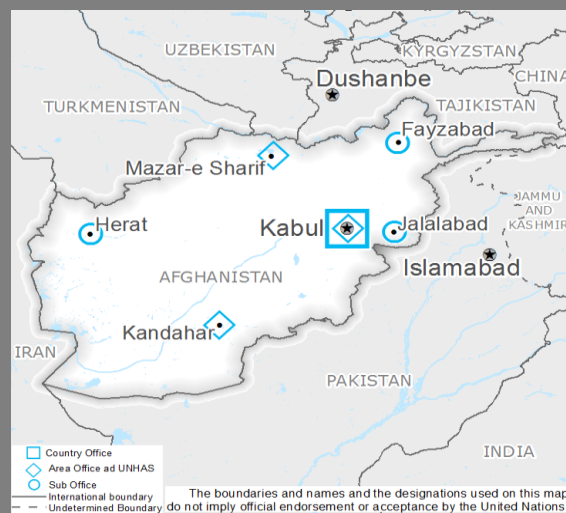 UZBEKISTAN
KYRGYZSTAN
Dushanbe
CHINA
TURKMENISTAN
TAJIKISTAN
Fayzabad
Mazar-e Sharif
JAMMU
AND
KASHMIR
Herat
Kabul
Jalalabad
Islamabad
AFGHANISTAN
Kandahar
IRAN
PAKISTAN
INDIA
Country Office
Area Office ad UNHAS
Sub Office
International boundary
Undetermined Boundary
The boundaries and names and the designations used on this map
do not imply official endorsement or acceptance by the United Nations